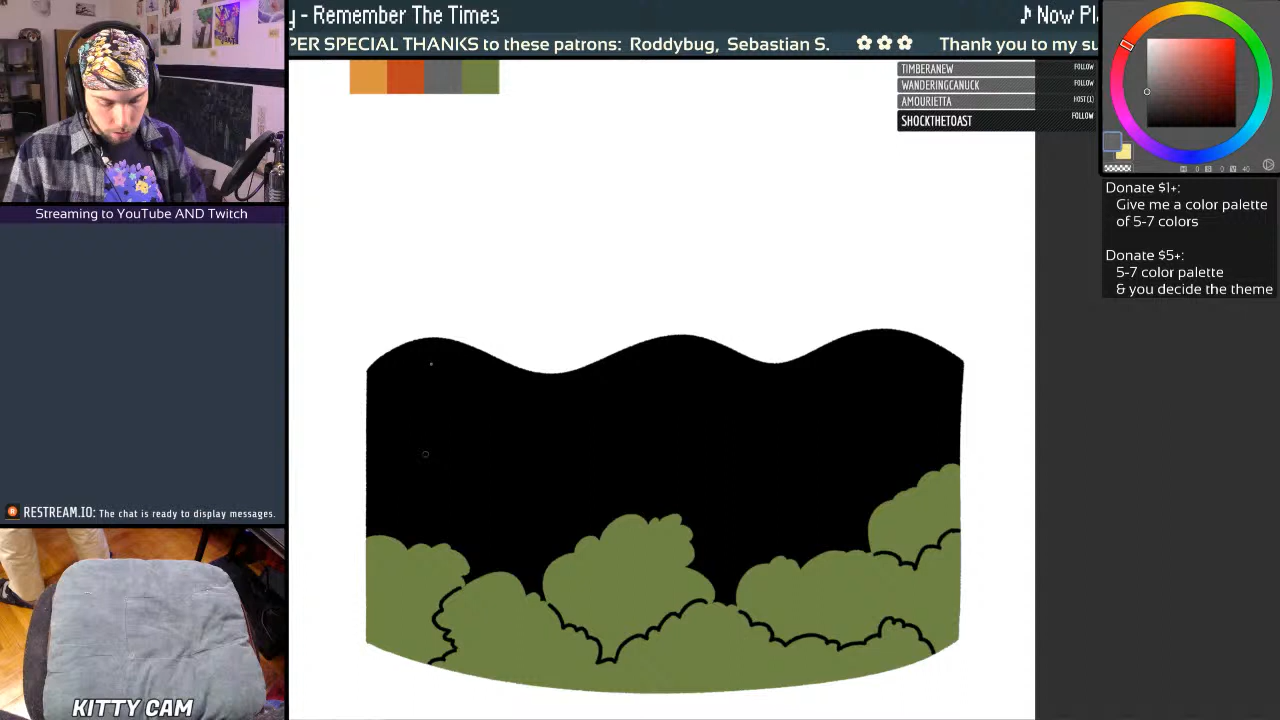 y - Remember The Times
♪ Now Pl
PER SPECIAL THANKS to these patrons: Roddybug, Sebastian S. ✿ ✿ ✿ Thank you to my su
TIMBERANEW FOLLOW
WANDERINGCANUCK FOLLOW
AMOURIETTA HOST(1)
SHOCKTHETOAST FOLLOW
Streaming to YouTube AND Twitch
Donate $1+:
Give me a color palette
of 5-7 colors
Donate $5+:
5-7 color palette
& you decide the theme
RESTREAM.IO: The chat is ready to display messages.
KITTY CAM